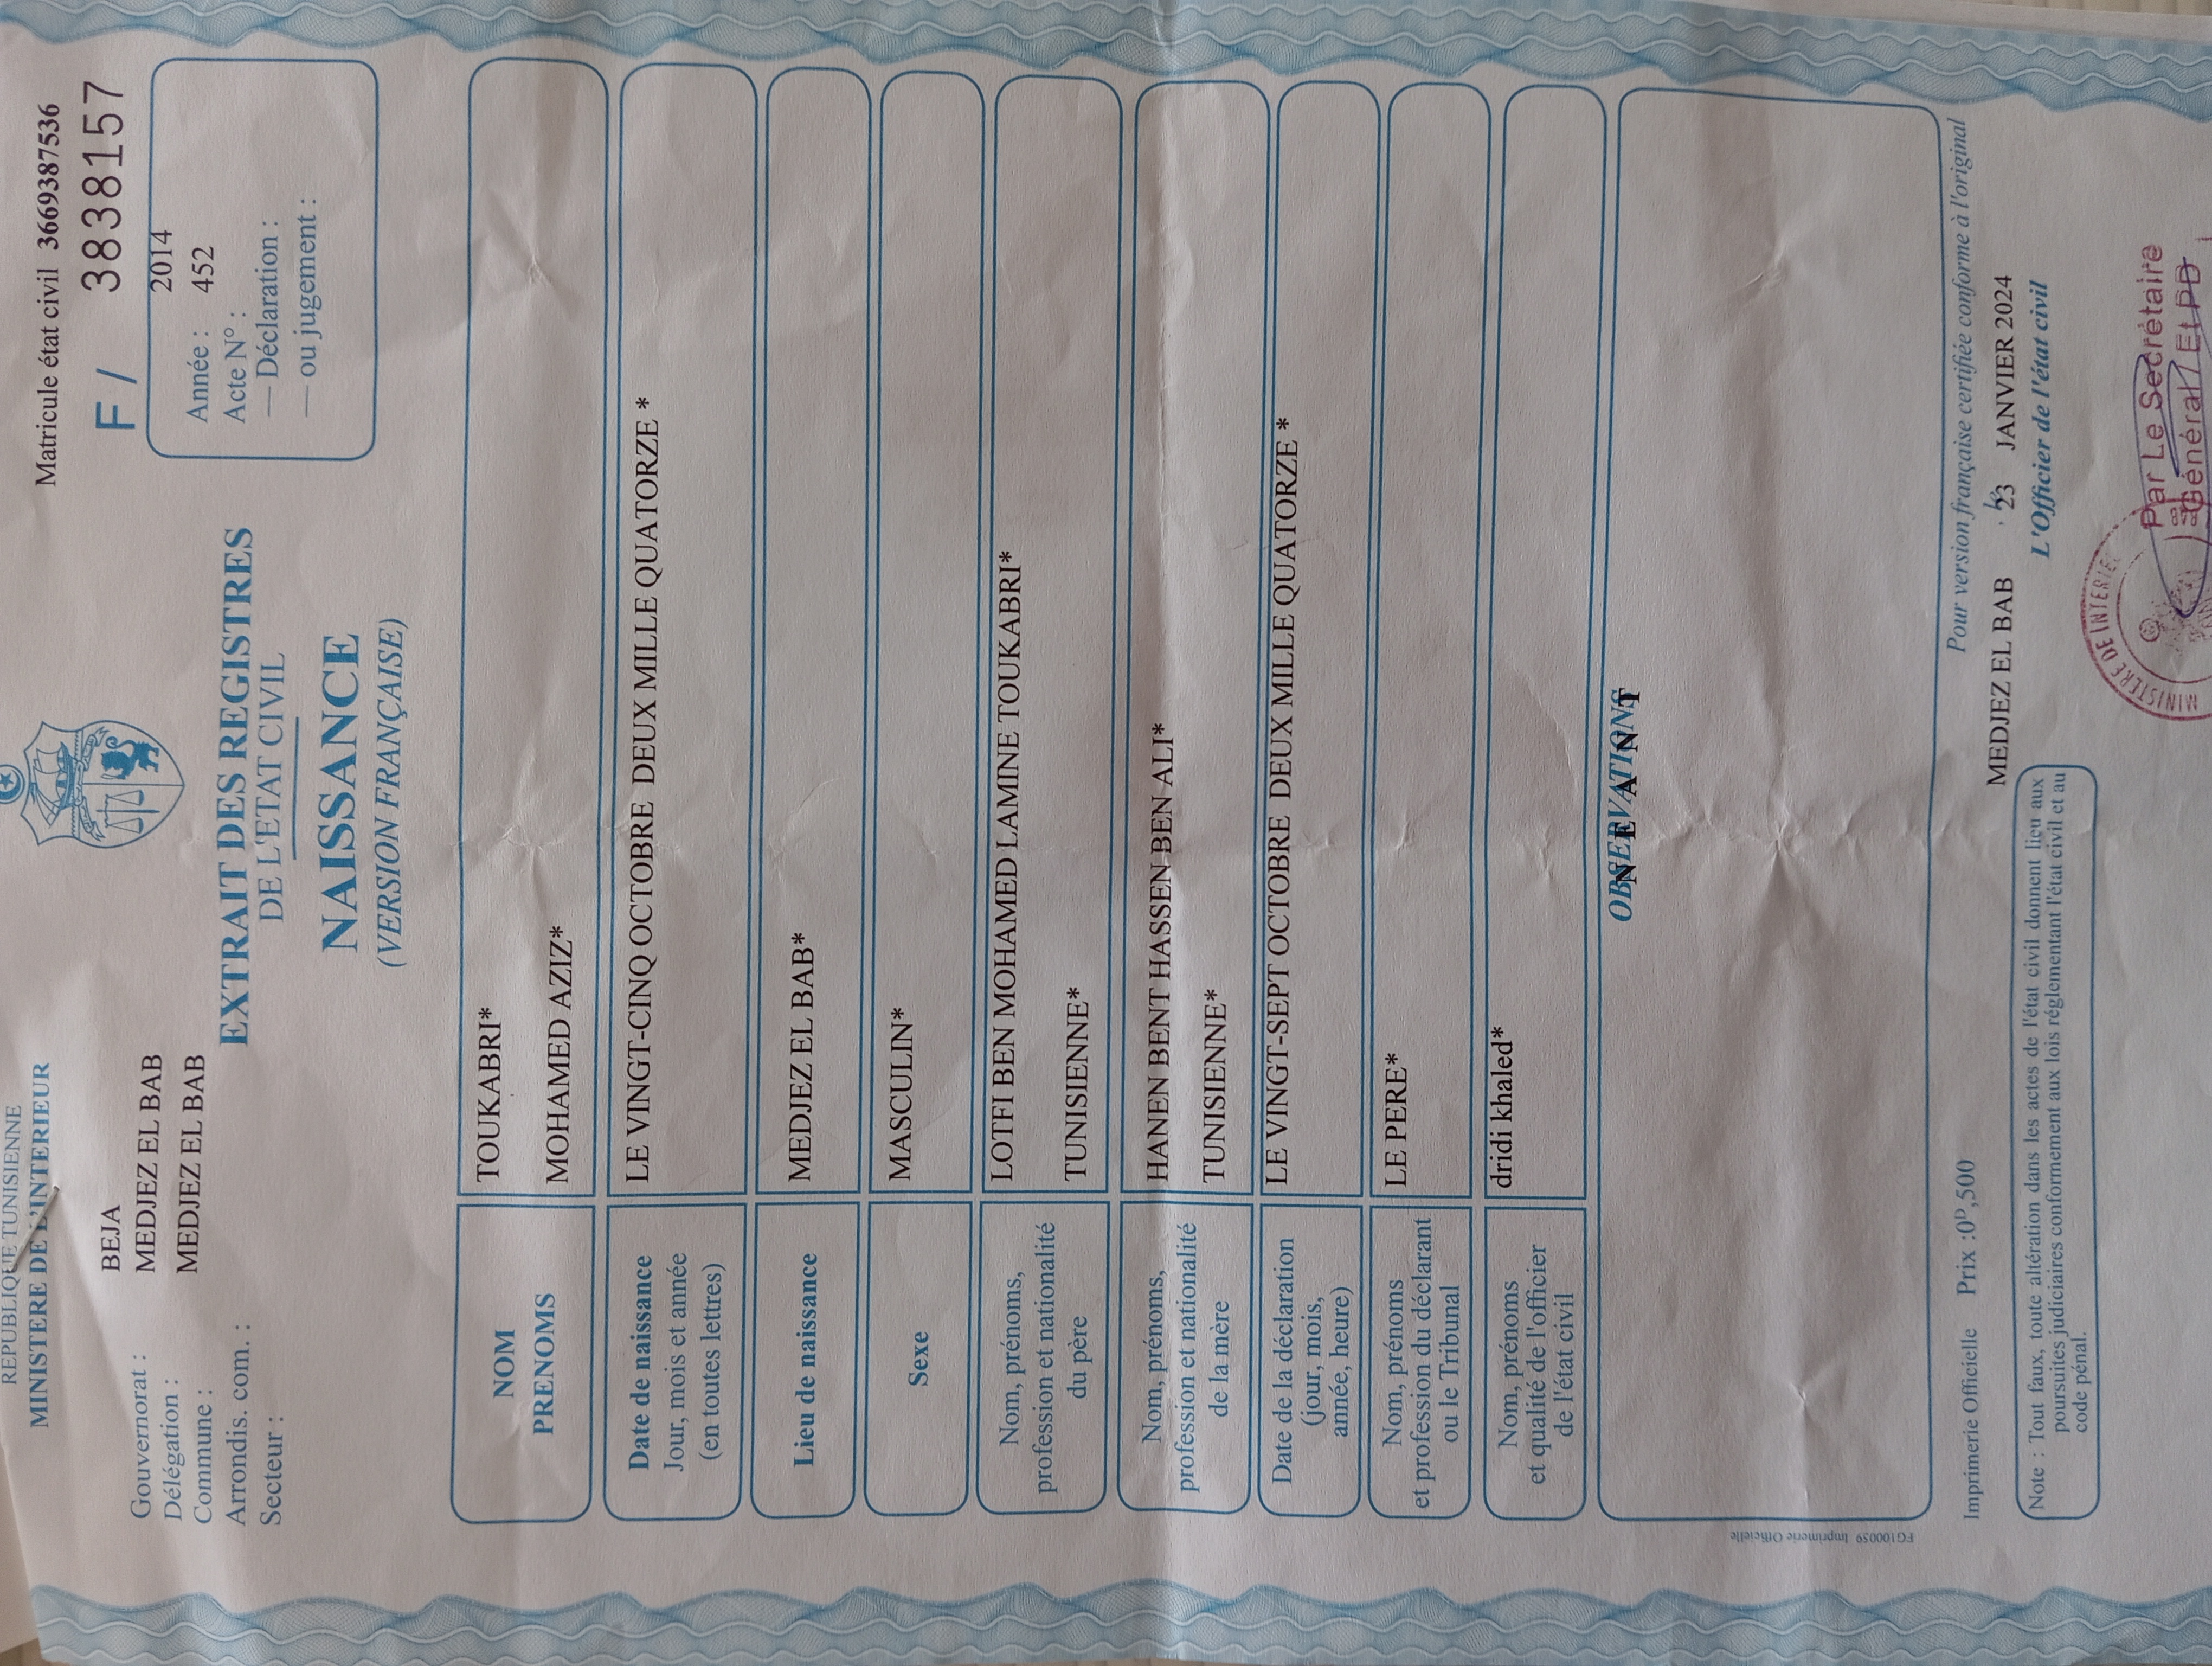 REPUBLIQUE TUNISIENNE
MINISTERE DE L'INTERIEUR
Matricule état civil 3669387536
F / 3838157
Gouvernorat : BEJA
Délégation : MEDJEZ EL BAB
Commune : MEDJEZ EL BAB
Arrondis. com. :
Secteur :
2014
Année : 452
Acte N° :
— Déclaration :
— ou jugement :
EXTRAIT DES REGISTRES
DE L'ETAT CIVIL
NAISSANCE
(VERSION FRANÇAISE)
NOM TOUKABRI*
PRENOMS MOHAMED AZIZ*
Date de naissance LE VINGT-CINQ OCTOBRE DEUX MILLE QUATORZE *
Jour, mois et année
(en toutes lettres)
Lieu de naissance MEDJEZ EL BAB*
Sexe MASCULIN*
Nom, prénoms, LOTFI BEN MOHAMED LAMINE TOUKABRI*
profession et nationalité
du père TUNISIENNE*
Nom, prénoms, HANEN BENT HASSEN BEN ALI*
profession et nationalité
de la mère TUNISIENNE*
Date de la déclaration LE VINGT-SEPT OCTOBRE DEUX MILLE QUATORZE *
(jour, mois,
année, heure)
Nom, prénoms LE PERE*
et profession du déclarant
ou le Tribunal
Nom, prénoms dridi khaled*
et qualité de l'officier
de l'état civil
OBSERVATIONS
N E A N T
FG100059 Imprimerie Officielle
Pour version française certifiée conforme à l'original
Imprimerie Officielle Prix :0ᴰ,500
MEDJEZ EL BAB le 23 JANVIER 2024
L'Officier de l'état civil
Note : Tout faux, toute altération dans les actes de l'état civil donnent lieu aux
poursuites judiciaires conformement aux lois réglementant l'état civil et au
code pénal.
MINISTERE DE INTERIE
Par Le Secrétaire
Général